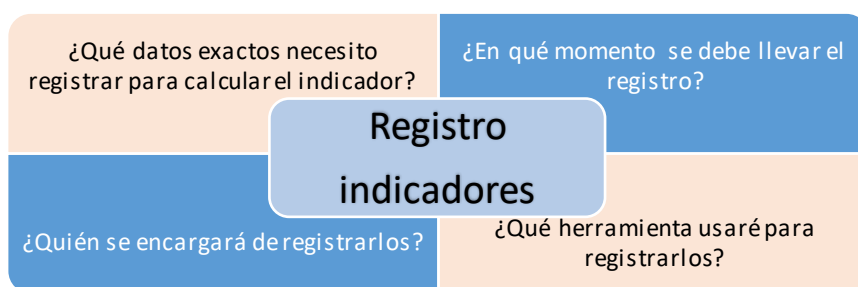 ¿Qué datos exactos necesito
registrar para calcular el indicador?
¿En qué momento se debe llevar el
registro?
Registro
indicadores
¿Quién se encargará de registrarlos?
¿Qué herramienta usaré para
registrarlos?